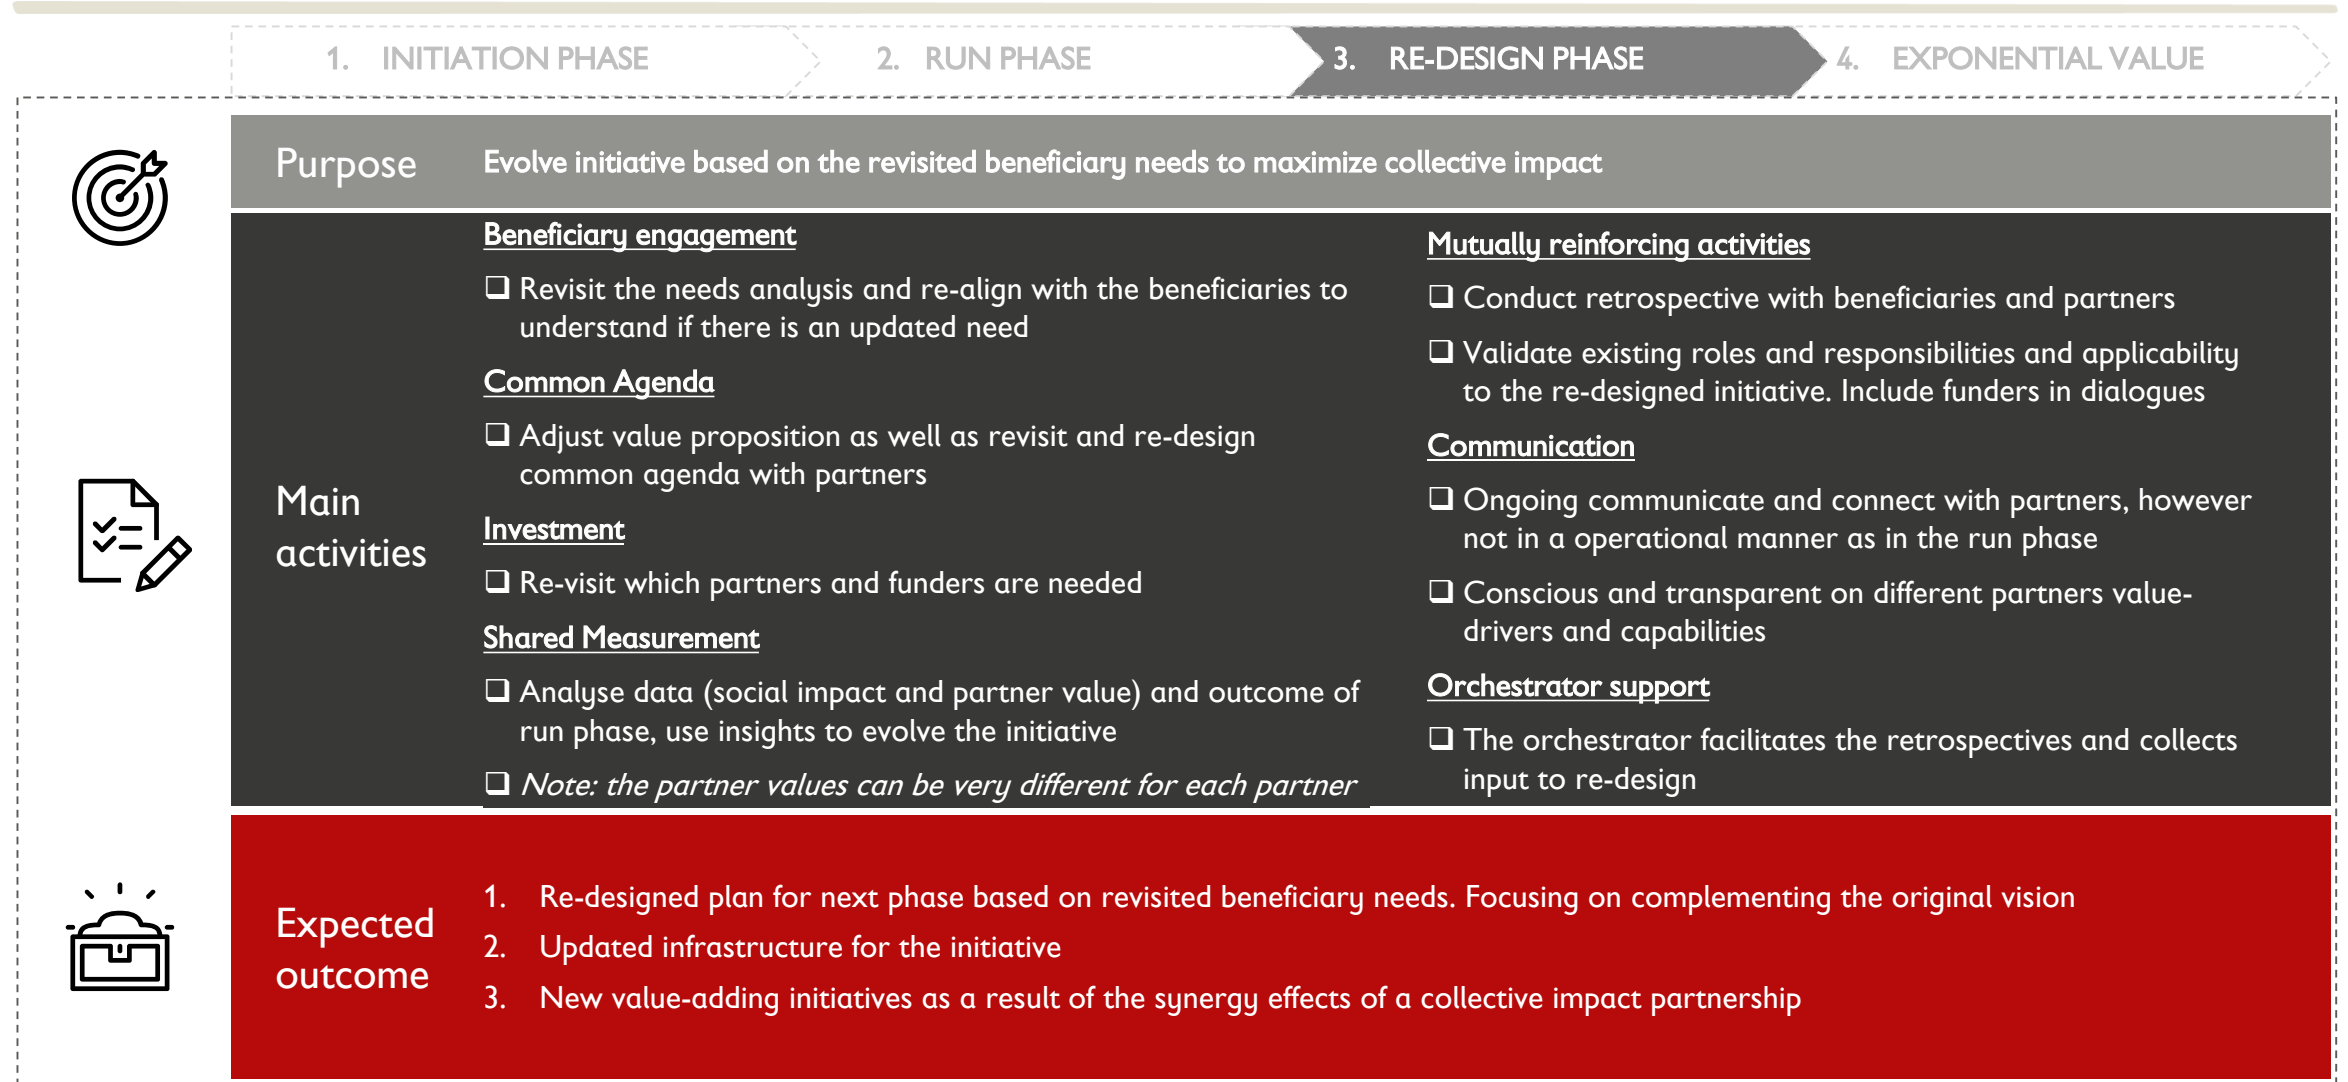 1. INITIATION PHASE
2. RUN PHASE
3. RE-DESIGN PHASE
4. EXPONENTIAL VALUE
Purpose
Evolve initiative based on the revisited beneficiary needs to maximize collective impact
Main
activities
Beneficiary engagement
❑ Revisit the needs analysis and re-align with the beneficiaries to
understand if there is an updated need
Common Agenda
❑ Adjust value proposition as well as revisit and re-design
common agenda with partners
Investment
❑ Re-visit which partners and funders are needed
Shared Measurement
❑ Analyse data (social impact and partner value) and outcome of
run phase, use insights to evolve the initiative
❑ Note: the partner values can be very different for each partner
Mutually reinforcing activities
❑ Conduct retrospective with beneficiaries and partners
❑ Validate existing roles and responsibilities and applicability
to the re-designed initiative. Include funders in dialogues
Communication
❑ Ongoing communicate and connect with partners, however
not in a operational manner as in the run phase
❑ Conscious and transparent on different partners value-
drivers and capabilities
Orchestrator support
❑ The orchestrator facilitates the retrospectives and collects
input to re-design
Expected
outcome
1. Re-designed plan for next phase based on revisited beneficiary needs. Focusing on complementing the original vision
2. Updated infrastructure for the initiative
3. New value-adding initiatives as a result of the synergy effects of a collective impact partnership